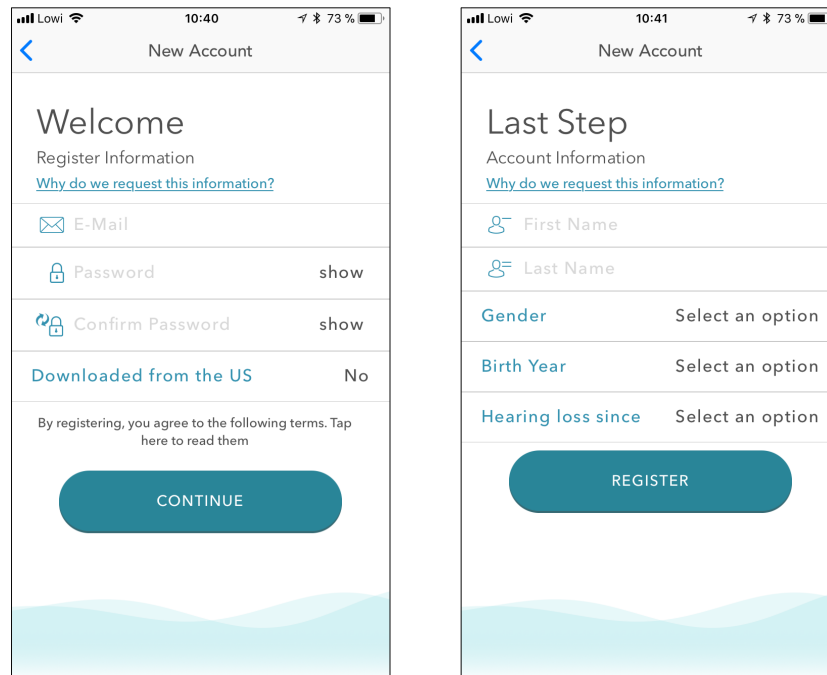 Lowi 10:40 73 %
New Account
Welcome
Register Information
Why do we request this information?
E-Mail
Password show
Confirm Password show
Downloaded from the US No
By registering, you agree to the following terms. Tap
here to read them
CONTINUE
Lowi 10:41 73 %
New Account
Last Step
Account Information
Why do we request this information?
First Name
Last Name
Gender Select an option
Birth Year Select an option
Hearing loss since Select an option
REGISTER